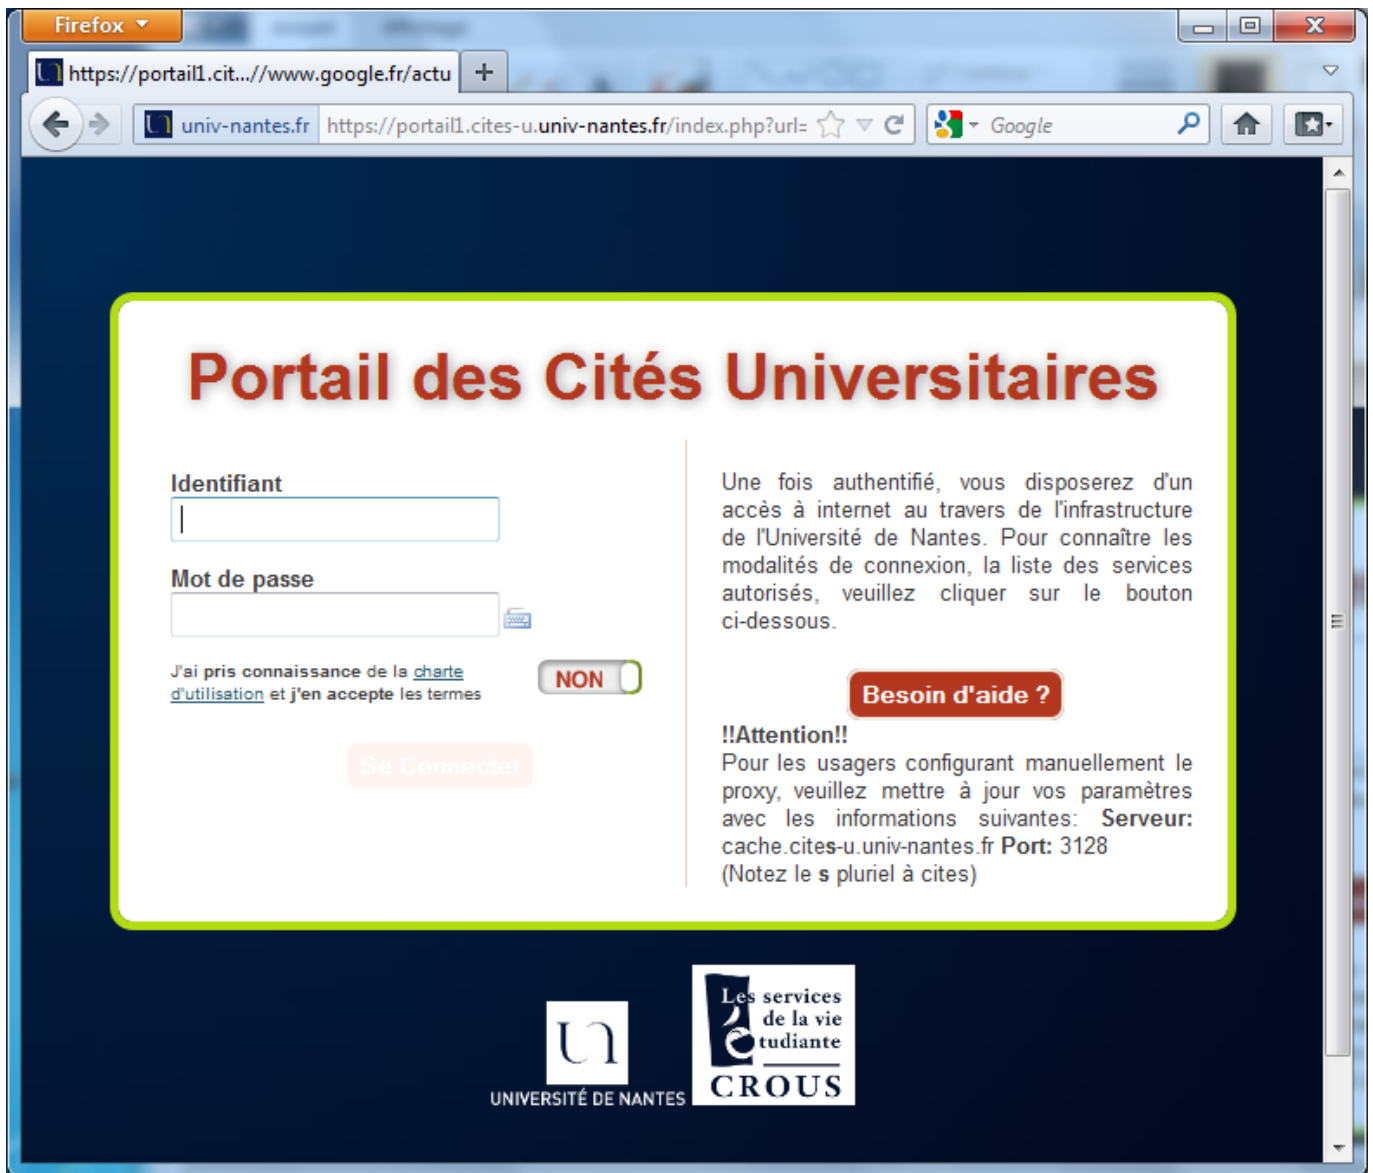 Firefox
https://portail1.cit...//www.google.fr/actu
univ-nantes.fr https://portail1.cites-u.univ-nantes.fr/index.php?url= Google
Portail des Cités Universitaires
Identifiant
Mot de passe
J'ai pris connaissance de la charte
d'utilisation et j'en accepte les termes
NON
Se Connecter
Une fois authentifié, vous disposerez d'un
accès à internet au travers de l'infrastructure
de l'Université de Nantes. Pour connaître les
modalités de connexion, la liste des services
autorisés, veuillez cliquer sur le bouton
ci-dessous.
Besoin d'aide ?
!!Attention!!
Pour les usagers configurant manuellement le
proxy, veuillez mettre à jour vos paramètres
avec les informations suivantes: Serveur:
cache.cites-u.univ-nantes.fr Port: 3128
(Notez le s pluriel à cites)
UNIVERSITÉ DE NANTES
Les services
de la vie
étudiante
CROUS